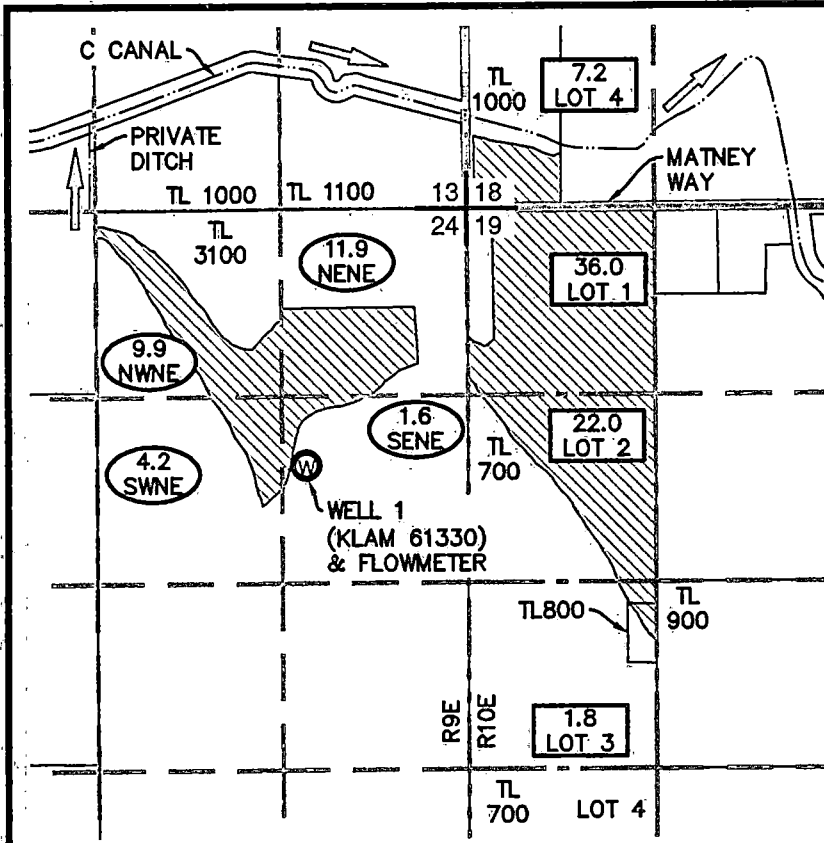 C CANAL
TL
1000
7.2
LOT 4
PRIVATE
DITCH
MATNEY
WAY
TL 1000
TL 1100
13
18
24
19
TL
3100
11.9
NENE
36.0
LOT 1
9.9
NWNE
1.6
SENE
22.0
LOT 2
TL
700
4.2
SWNE
W
WELL 1
(KLAM 61330)
& FLOWMETER
TL800
TL
900
R9E
R10E
1.8
LOT 3
TL
700
LOT 4